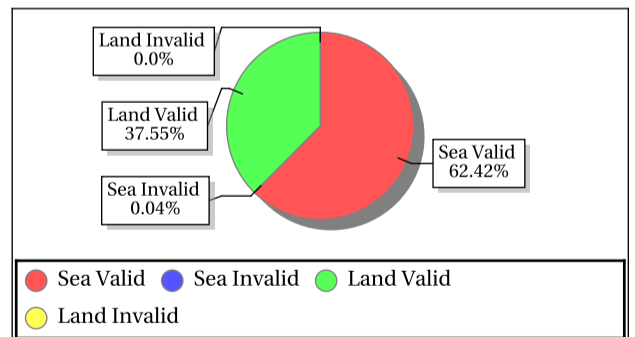 Land Invalid
0.0%
Land Valid
37.55%
Sea Valid
62.42%
Sea Invalid
0.04%
Sea Valid
Sea Invalid
Land Valid
Land Invalid